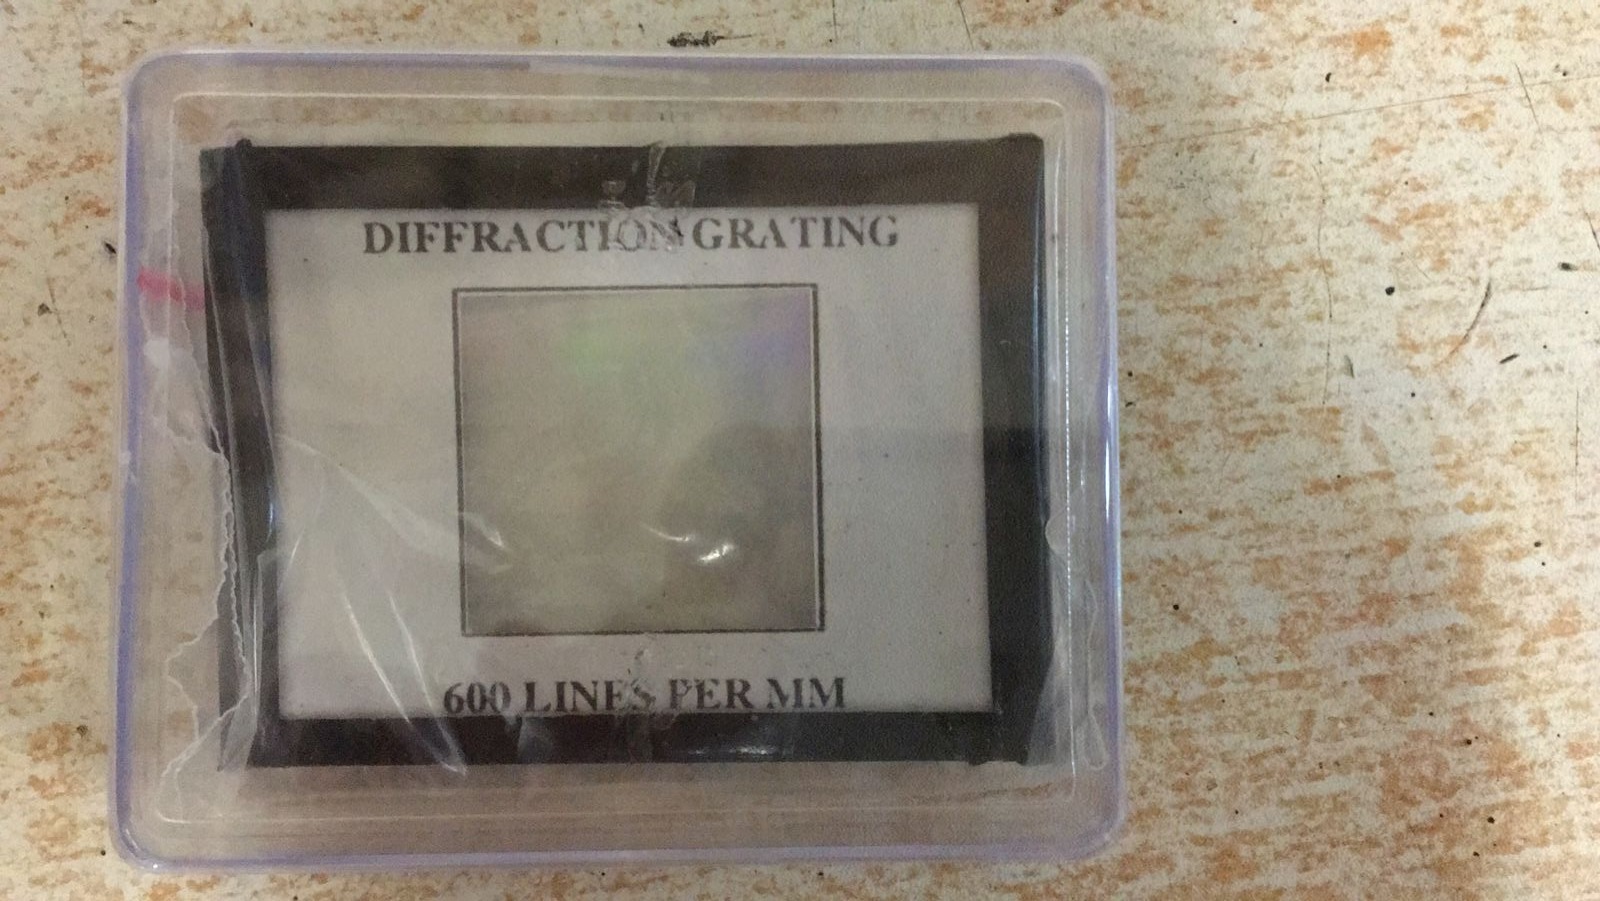 DIFFRACTION GRATING
600 LINES PER MM